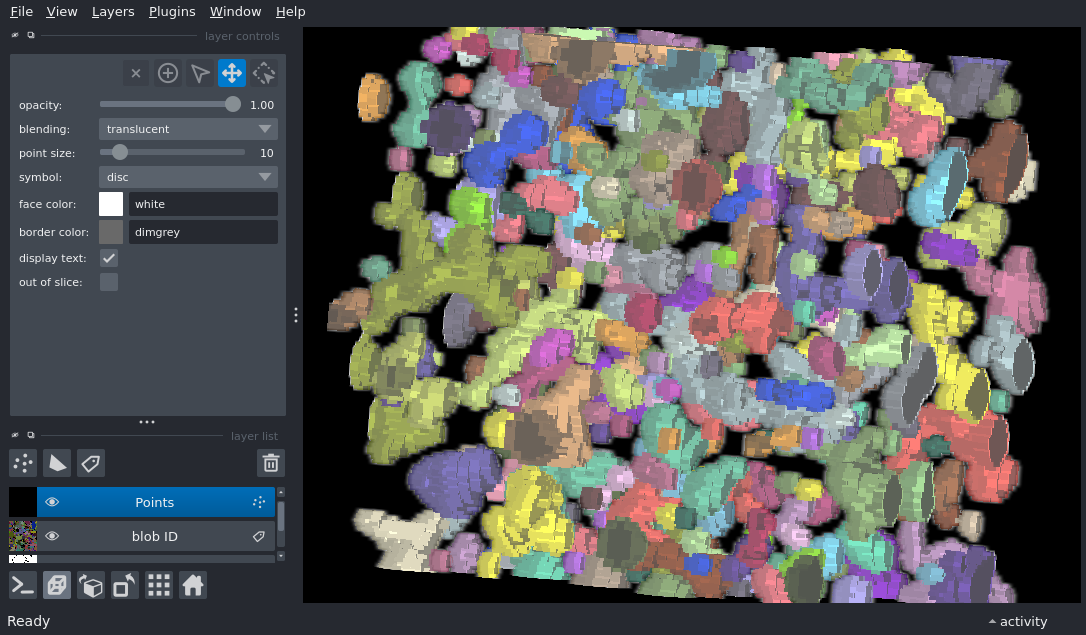 File View Layers Plugins Window Help
layer controls
opacity: 1.00
blending: translucent
point size: 10
symbol: disc
face color: white
border color: dimgrey
display text:
out of slice:
layer list
Points
blob ID
Ready activity